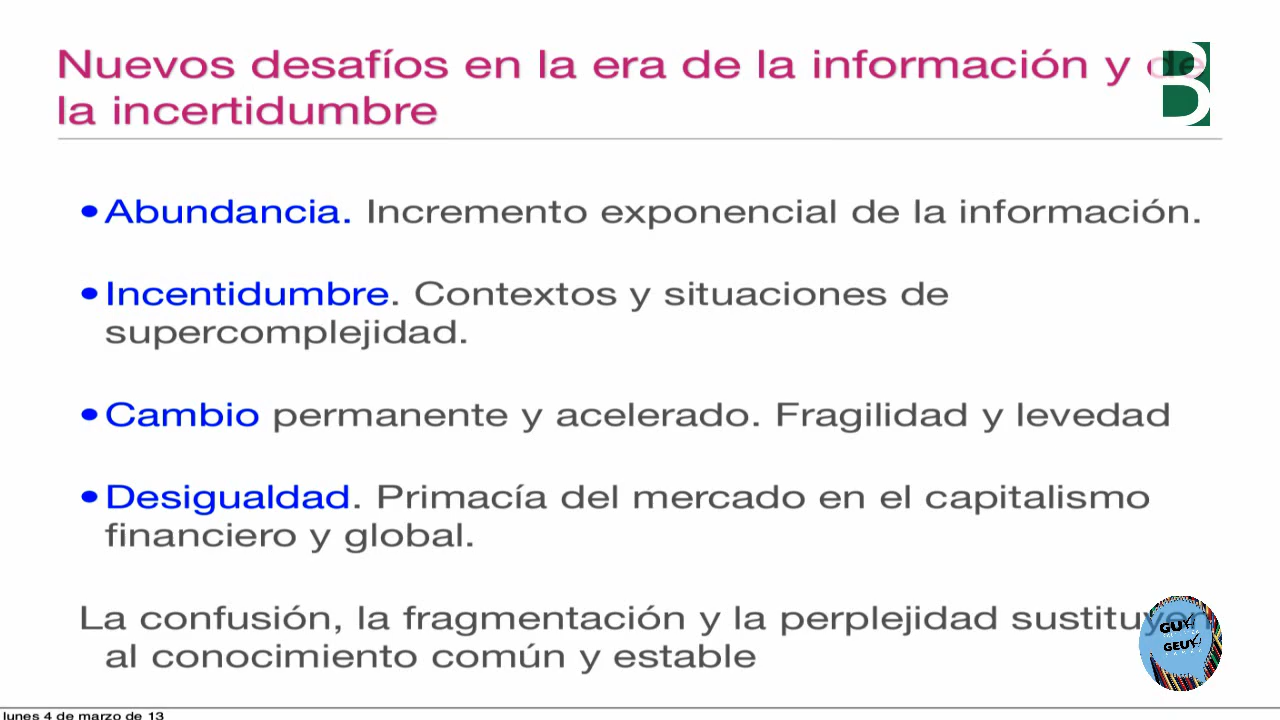 Nuevos desafíos en la era de la información y de
la incertidumbre
B
•Abundancia. Incremento exponencial de la información.
•Incentidumbre. Contextos y situaciones de
supercomplejidad.
•Cambio permanente y acelerado. Fragilidad y levedad
•Desigualdad. Primacía del mercado en el capitalismo
financiero y global.
La confusión, la fragmentación y la perplejidad sustituyen
al conocimiento común y estable
GUY
GEUY
lunes 4 de marzo de 13